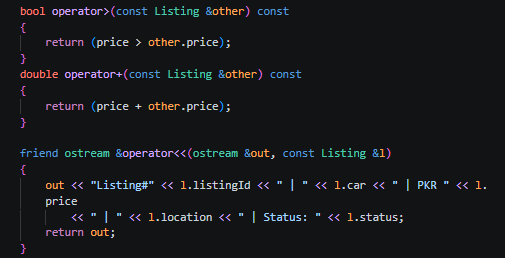 bool operator>(const Listing &other) const
{
    return (price > other.price);
}
double operator+(const Listing &other) const
{
    return (price + other.price);
}

friend ostream &operator<<(ostream &out, const Listing &l)
{
    out << "Listing#" << l.listingId << " | " << l.car << " | PKR " << l.
    price
        << " | " << l.location << " | Status: " << l.status;
    return out;
}